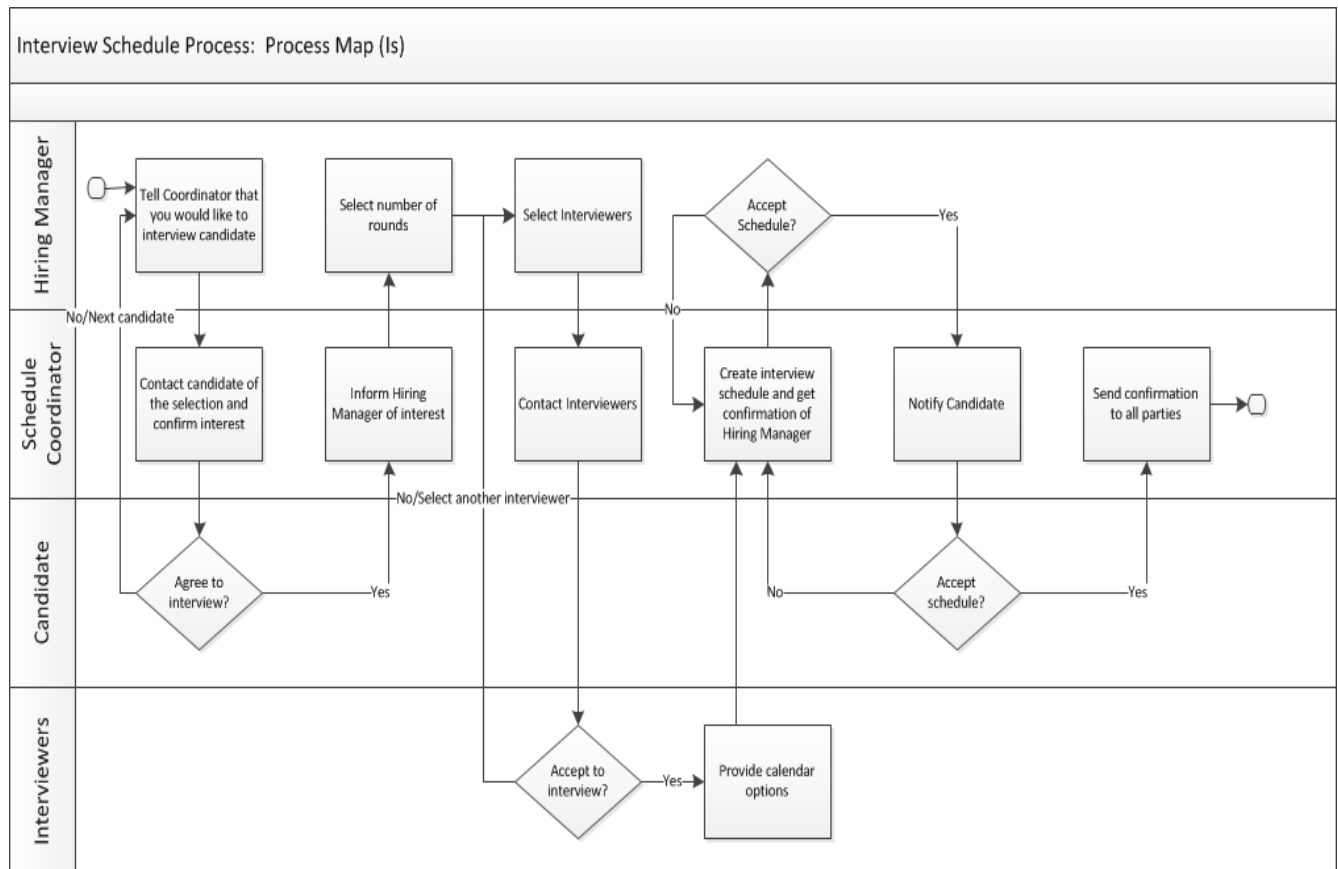 Interview Schedule Process:  Process Map (Is)
Hiring Manager
Tell Coordinator that
you would like to
interview candidate
Select number of
rounds
Select Interviewers
Accept
Schedule?
Yes
No
No/Next candidate
Schedule
Coordinator
Contact candidate of
the selection and
confirm interest
Inform Hiring
Manager of interest
Contact Interviewers
Create interview
schedule and get
confirmation of
Hiring Manager
Notify Candidate
Send confirmation
to all parties
No/Select another interviewer
Candidate
Agree to
interview?
Yes
No
Accept
schedule?
Yes
Interviewers
Accept to
interview?
Yes
Provide calendar
options